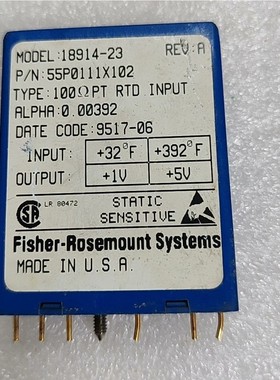 MODEL:18914-23 REV:A
P/N:55P0111X102
TYPE:100Ω PT RTD INPUT
ALPHA:0.00392
DATE CODE:9517-06
INPUT: +32°F +392°F
OUTPUT: +1V +5V
SA LR 80472 STATIC
SENSITIVE
Fisher-Rosemount Systems
MADE IN U.S.A.